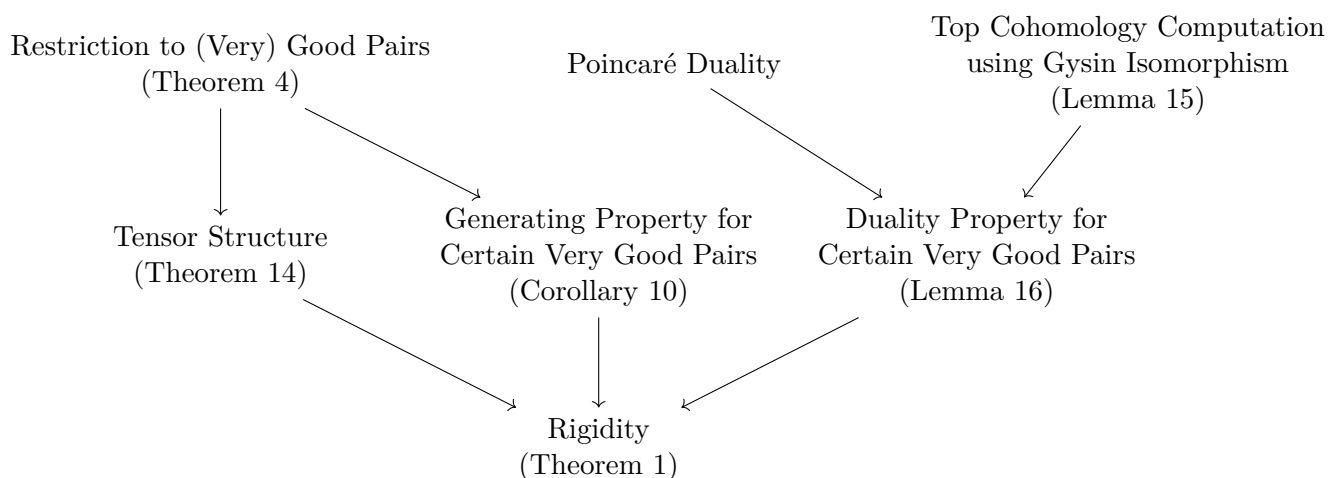 Restriction to (Very) Good Pairs
(Theorem 4)
Poincaré Duality
Top Cohomology Computation
using Gysin Isomorphism
(Lemma 15)
Tensor Structure
(Theorem 14)
Generating Property for
Certain Very Good Pairs
(Corollary 10)
Duality Property for
Certain Very Good Pairs
(Lemma 16)
Rigidity
(Theorem 1)